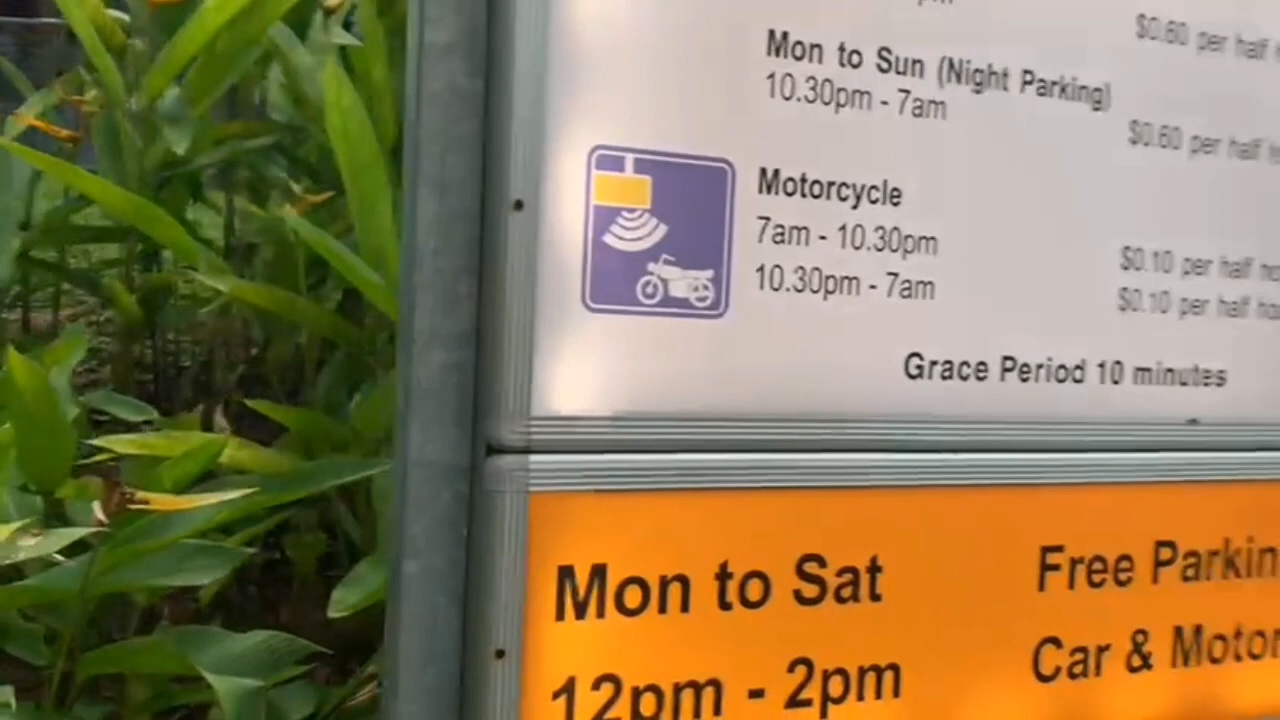 $0.60 per half
Mon to Sun (Night Parking)
10.30pm - 7am
$0.60 per half
Motorcycle
7am - 10.30pm
$0.10 per half
10.30pm - 7am
$0.10 per half
Grace Period 10 minutes
Mon to Sat
Free Parkin
12pm - 2pm
Car & Motor